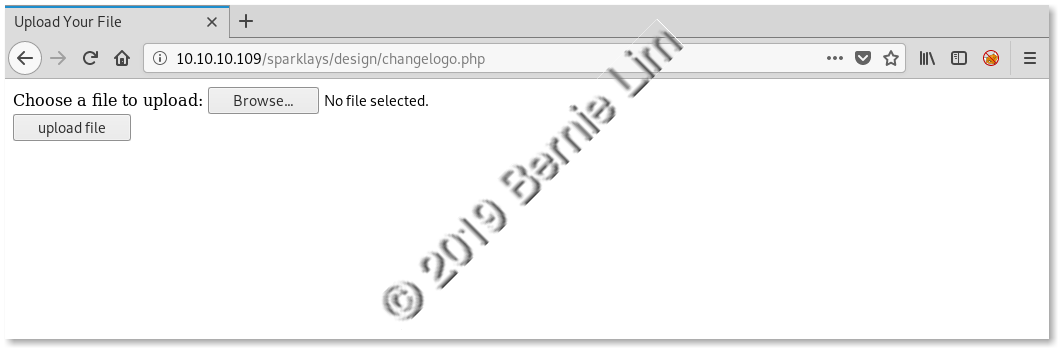 Upload Your File
10.10.10.109/sparklays/design/changelogo.php
Choose a file to upload: Browse... No file selected.
upload file
© 2019 Bernie Lim